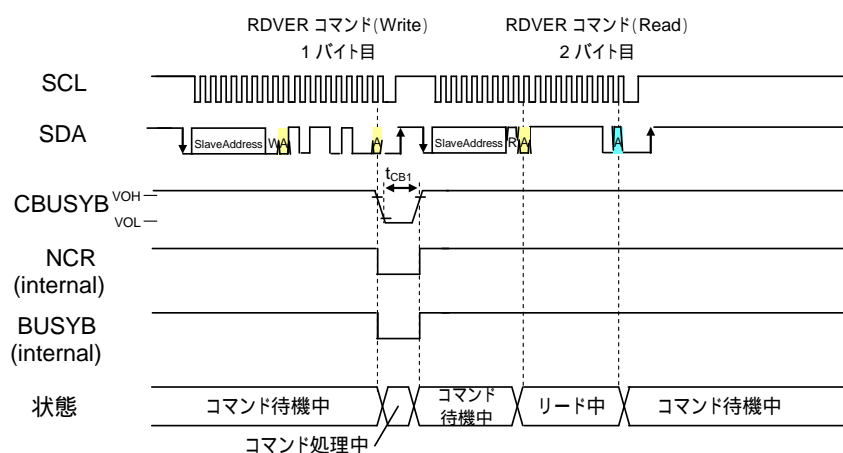 RDVER コマンド(Write)
1 バイト目
RDVER コマンド(Read)
2 バイト目
SCL
SDA
SlaveAddress
W
A
A
SlaveAddress
R
A
A
tCB1
CBUSYB
VOH
VOL
NCR
(internal)
BUSYB
(internal)
状態
コマンド待機中
コマンド
待機中
リード中
コマンド待機中
コマンド処理中